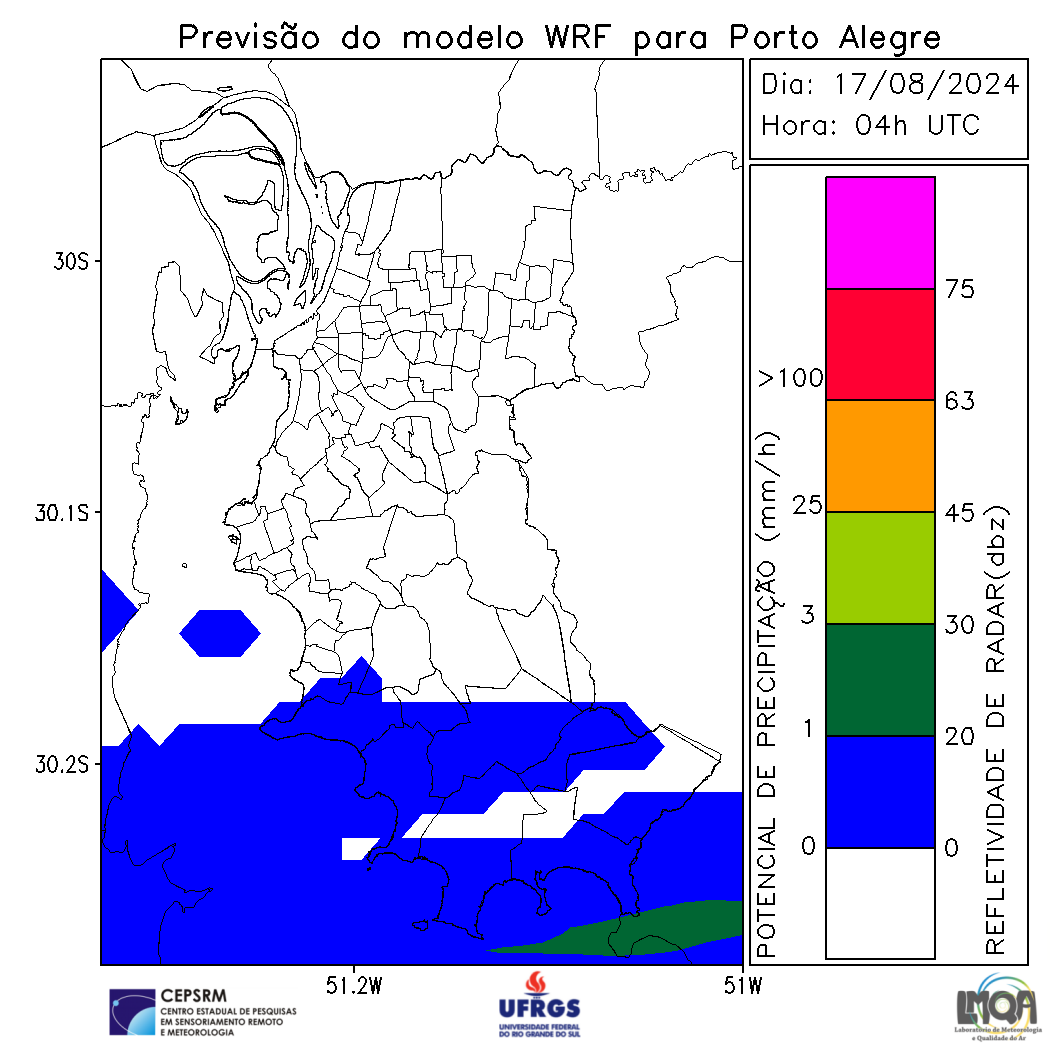 Previsão do modelo WRF para Porto Alegre
Dia: 17/08/2024
Hora: 04h UTC
30S
30.1S
30.2S
51.2W
51W
POTENCIAL DE PRECIPITAÇÃO (mm/h)
>100
25
3
1
0
75
63
45
30
20
0
REFLETIVIDADE DE RADAR(dbz)
CEPSRM
CENTRO ESTADUAL DE PESQUISAS
EM SENSORIAMENTO REMOTO
E METEOROLOGIA
UFRGS
UNIVERSIDADE FEDERAL
DO RIO GRANDE DO SUL
LMQA
Laboratório de Meteorologia
e Qualidade do Ar